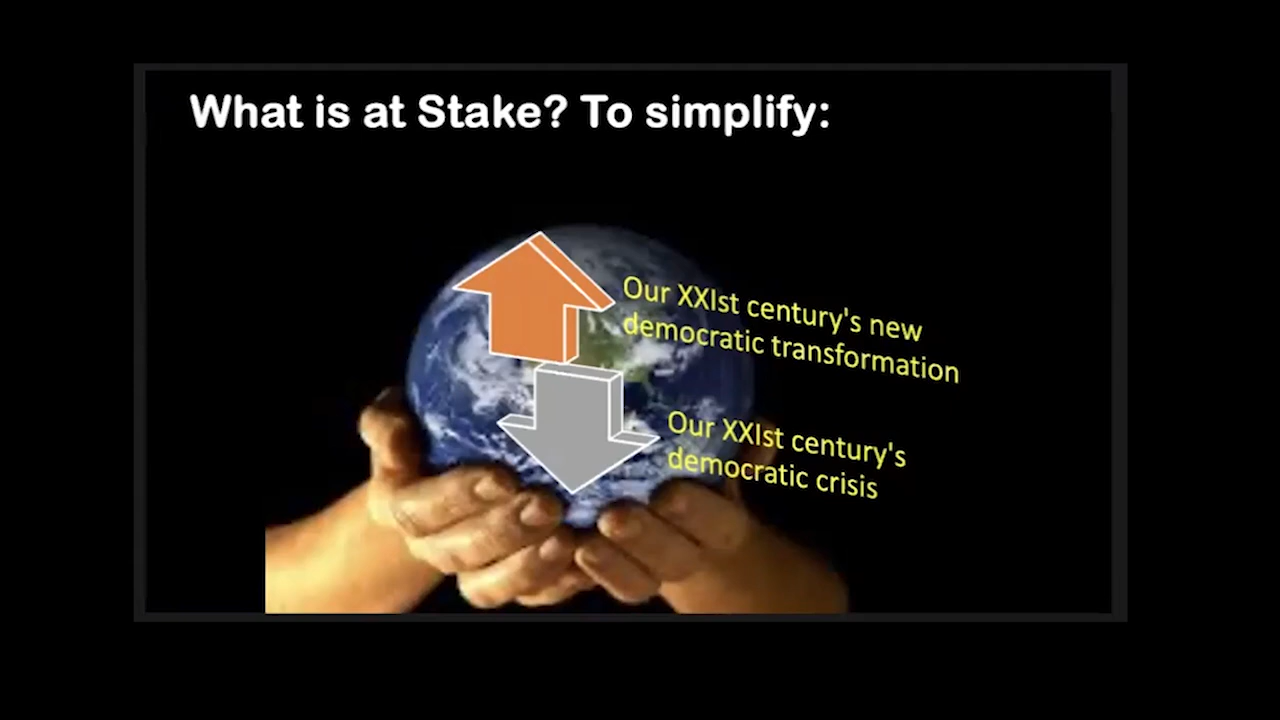 What is at Stake? To simplify:
Our XXIst century's new
democratic transformation
Our XXIst century's
democratic crisis